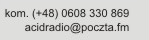 kom. (+48) 0608 330 869
acidradio@poczta.fm